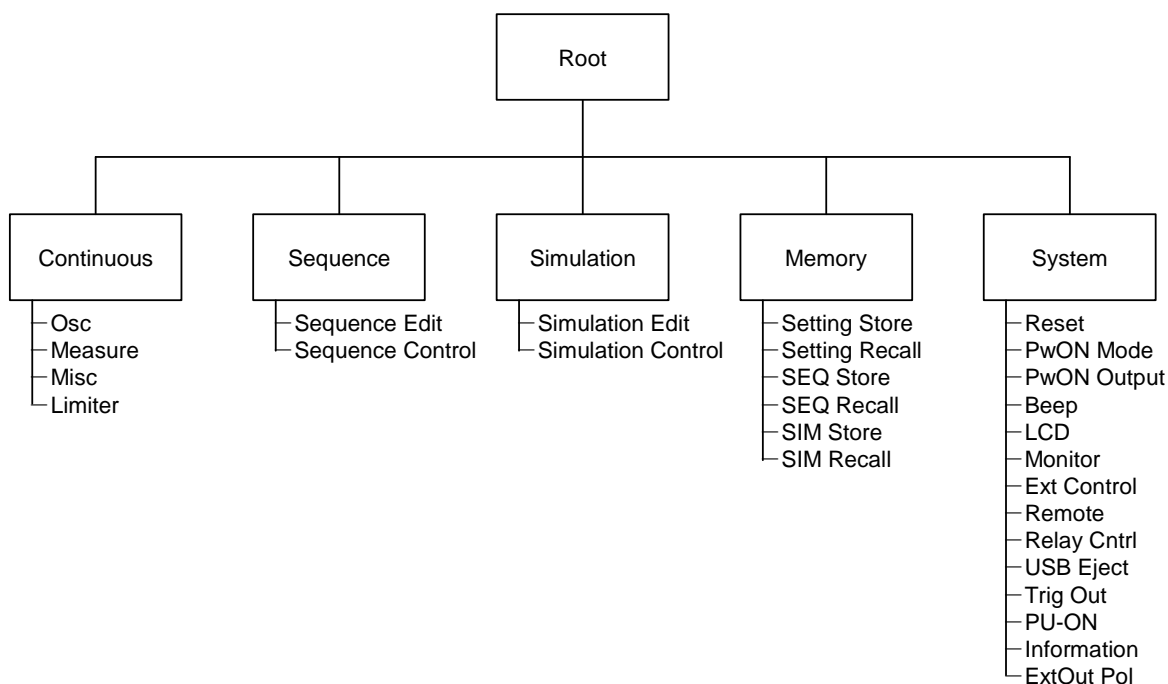 Root
Continuous
Osc
Measure
Misc
Limiter
Sequence
Sequence Edit
Sequence Control
Simulation
Simulation Edit
Simulation Control
Memory
Setting Store
Setting Recall
SEQ Store
SEQ Recall
SIM Store
SIM Recall
System
Reset
PwON Mode
PwON Output
Beep
LCD
Monitor
Ext Control
Remote
Relay Cntrl
USB Eject
Trig Out
PU-ON
Information
ExtOut Pol